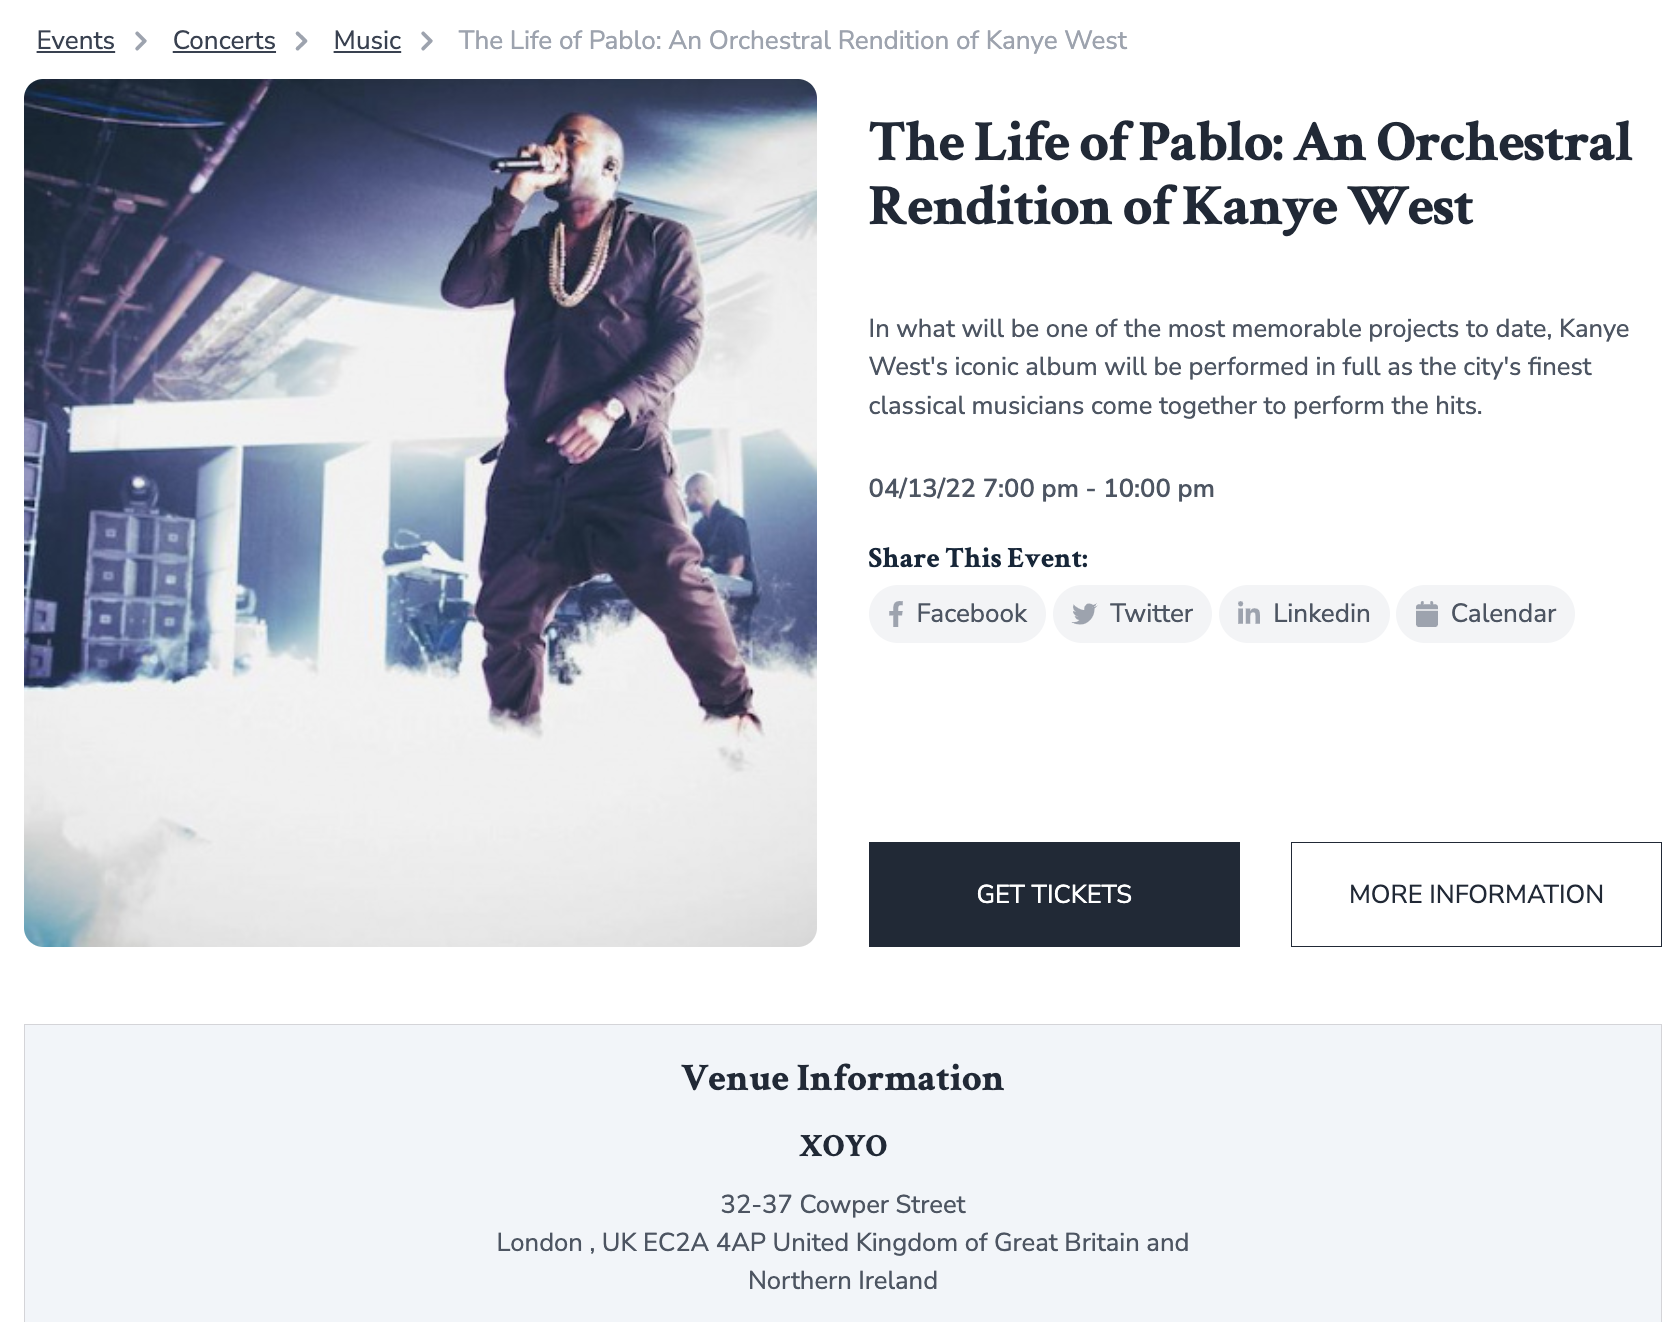 Events Concerts Music The Life of Pablo: An Orchestral Rendition of Kanye West
The Life of Pablo: An Orchestral
Rendition of Kanye West
In what will be one of the most memorable projects to date, Kanye
West's iconic album will be performed in full as the city's finest
classical musicians come together to perform the hits.
04/13/22 7:00 pm - 10:00 pm
Share This Event:
Facebook Twitter Linkedin Calendar
GET TICKETS MORE INFORMATION
Venue Information
XOYO
32-37 Cowper Street
London , UK EC2A 4AP United Kingdom of Great Britain and
Northern Ireland